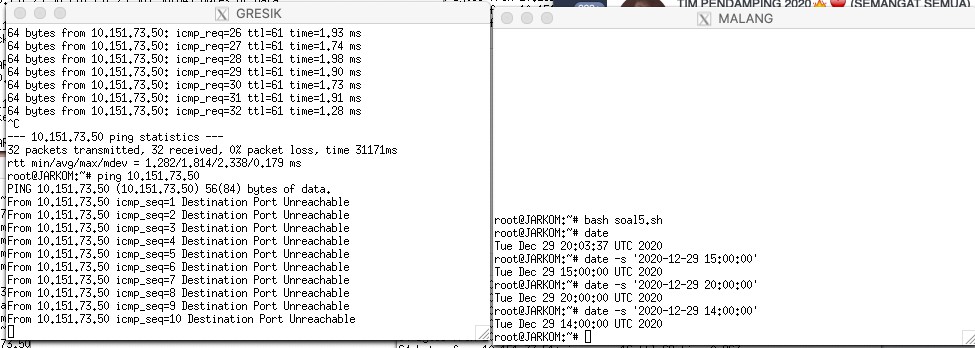 GRESIK
64 bytes from 10.151.73.50: icmp_req=26 ttl=61 time=1.93 ms
64 bytes from 10.151.73.50: icmp_req=27 ttl=61 time=1.74 ms
64 bytes from 10.151.73.50: icmp_req=28 ttl=61 time=1.98 ms
64 bytes from 10.151.73.50: icmp_req=29 ttl=61 time=1.90 ms
64 bytes from 10.151.73.50: icmp_req=30 ttl=61 time=1.73 ms
64 bytes from 10.151.73.50: icmp_req=31 ttl=61 time=1.91 ms
64 bytes from 10.151.73.50: icmp_req=32 ttl=61 time=1.28 ms
^C
--- 10.151.73.50 ping statistics ---
32 packets transmitted, 32 received, 0% packet loss, time 31171ms
rtt min/avg/max/mdev = 1.282/1.814/2.338/0.179 ms
root@JARKOM:~# ping 10.151.73.50
PING 10.151.73.50 (10.151.73.50) 56(84) bytes of data.
From 10.151.73.50 icmp_seq=1 Destination Port Unreachable
From 10.151.73.50 icmp_seq=2 Destination Port Unreachable
From 10.151.73.50 icmp_seq=3 Destination Port Unreachable
From 10.151.73.50 icmp_seq=4 Destination Port Unreachable
From 10.151.73.50 icmp_seq=5 Destination Port Unreachable
From 10.151.73.50 icmp_seq=6 Destination Port Unreachable
From 10.151.73.50 icmp_seq=7 Destination Port Unreachable
From 10.151.73.50 icmp_seq=8 Destination Port Unreachable
From 10.151.73.50 icmp_seq=9 Destination Port Unreachable
From 10.151.73.50 icmp_seq=10 Destination Port Unreachable
TIM PENDAMPING 2020🔥 (SEMANGAT SEMUA)
MALANG
root@JARKOM:~# bash soal5.sh
root@JARKOM:~# date
Tue Dec 29 20:03:37 UTC 2020
root@JARKOM:~# date -s '2020-12-29 15:00:00'
Tue Dec 29 15:00:00 UTC 2020
root@JARKOM:~# date -s '2020-12-29 20:00:00'
Tue Dec 29 20:00:00 UTC 2020
root@JARKOM:~# date -s '2020-12-29 14:00:00'
Tue Dec 29 14:00:00 UTC 2020
root@JARKOM:~#